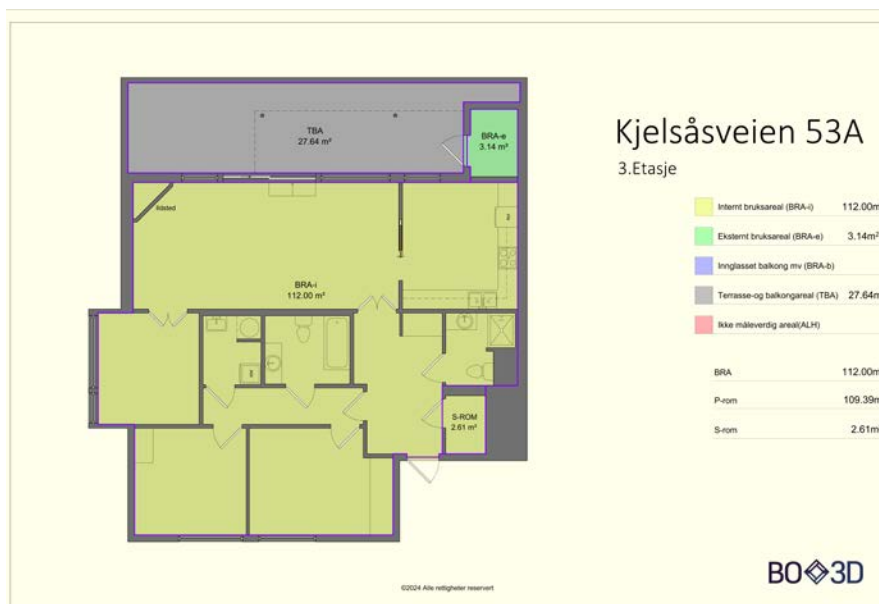 Kjelsåsveien 53A
3.Etasje
TBA
27.64 m²
BRA-e
3.14 m²
Ildsted
BRA-i
112.00 m²
S-ROM
2.61 m²
Internt bruksareal (BRA-i) 112.00m
Eksternt bruksareal (BRA-e) 3.14m²
Innglasset balkong mv (BRA-b)
Terrasse-og balkongareal (TBA) 27.64m
Ikke måleverdig areal(ALH)
BRA 112.00m
P-rom 109.39m
S-rom 2.61m
©2024 Alle rettigheter reservert
BO 3D